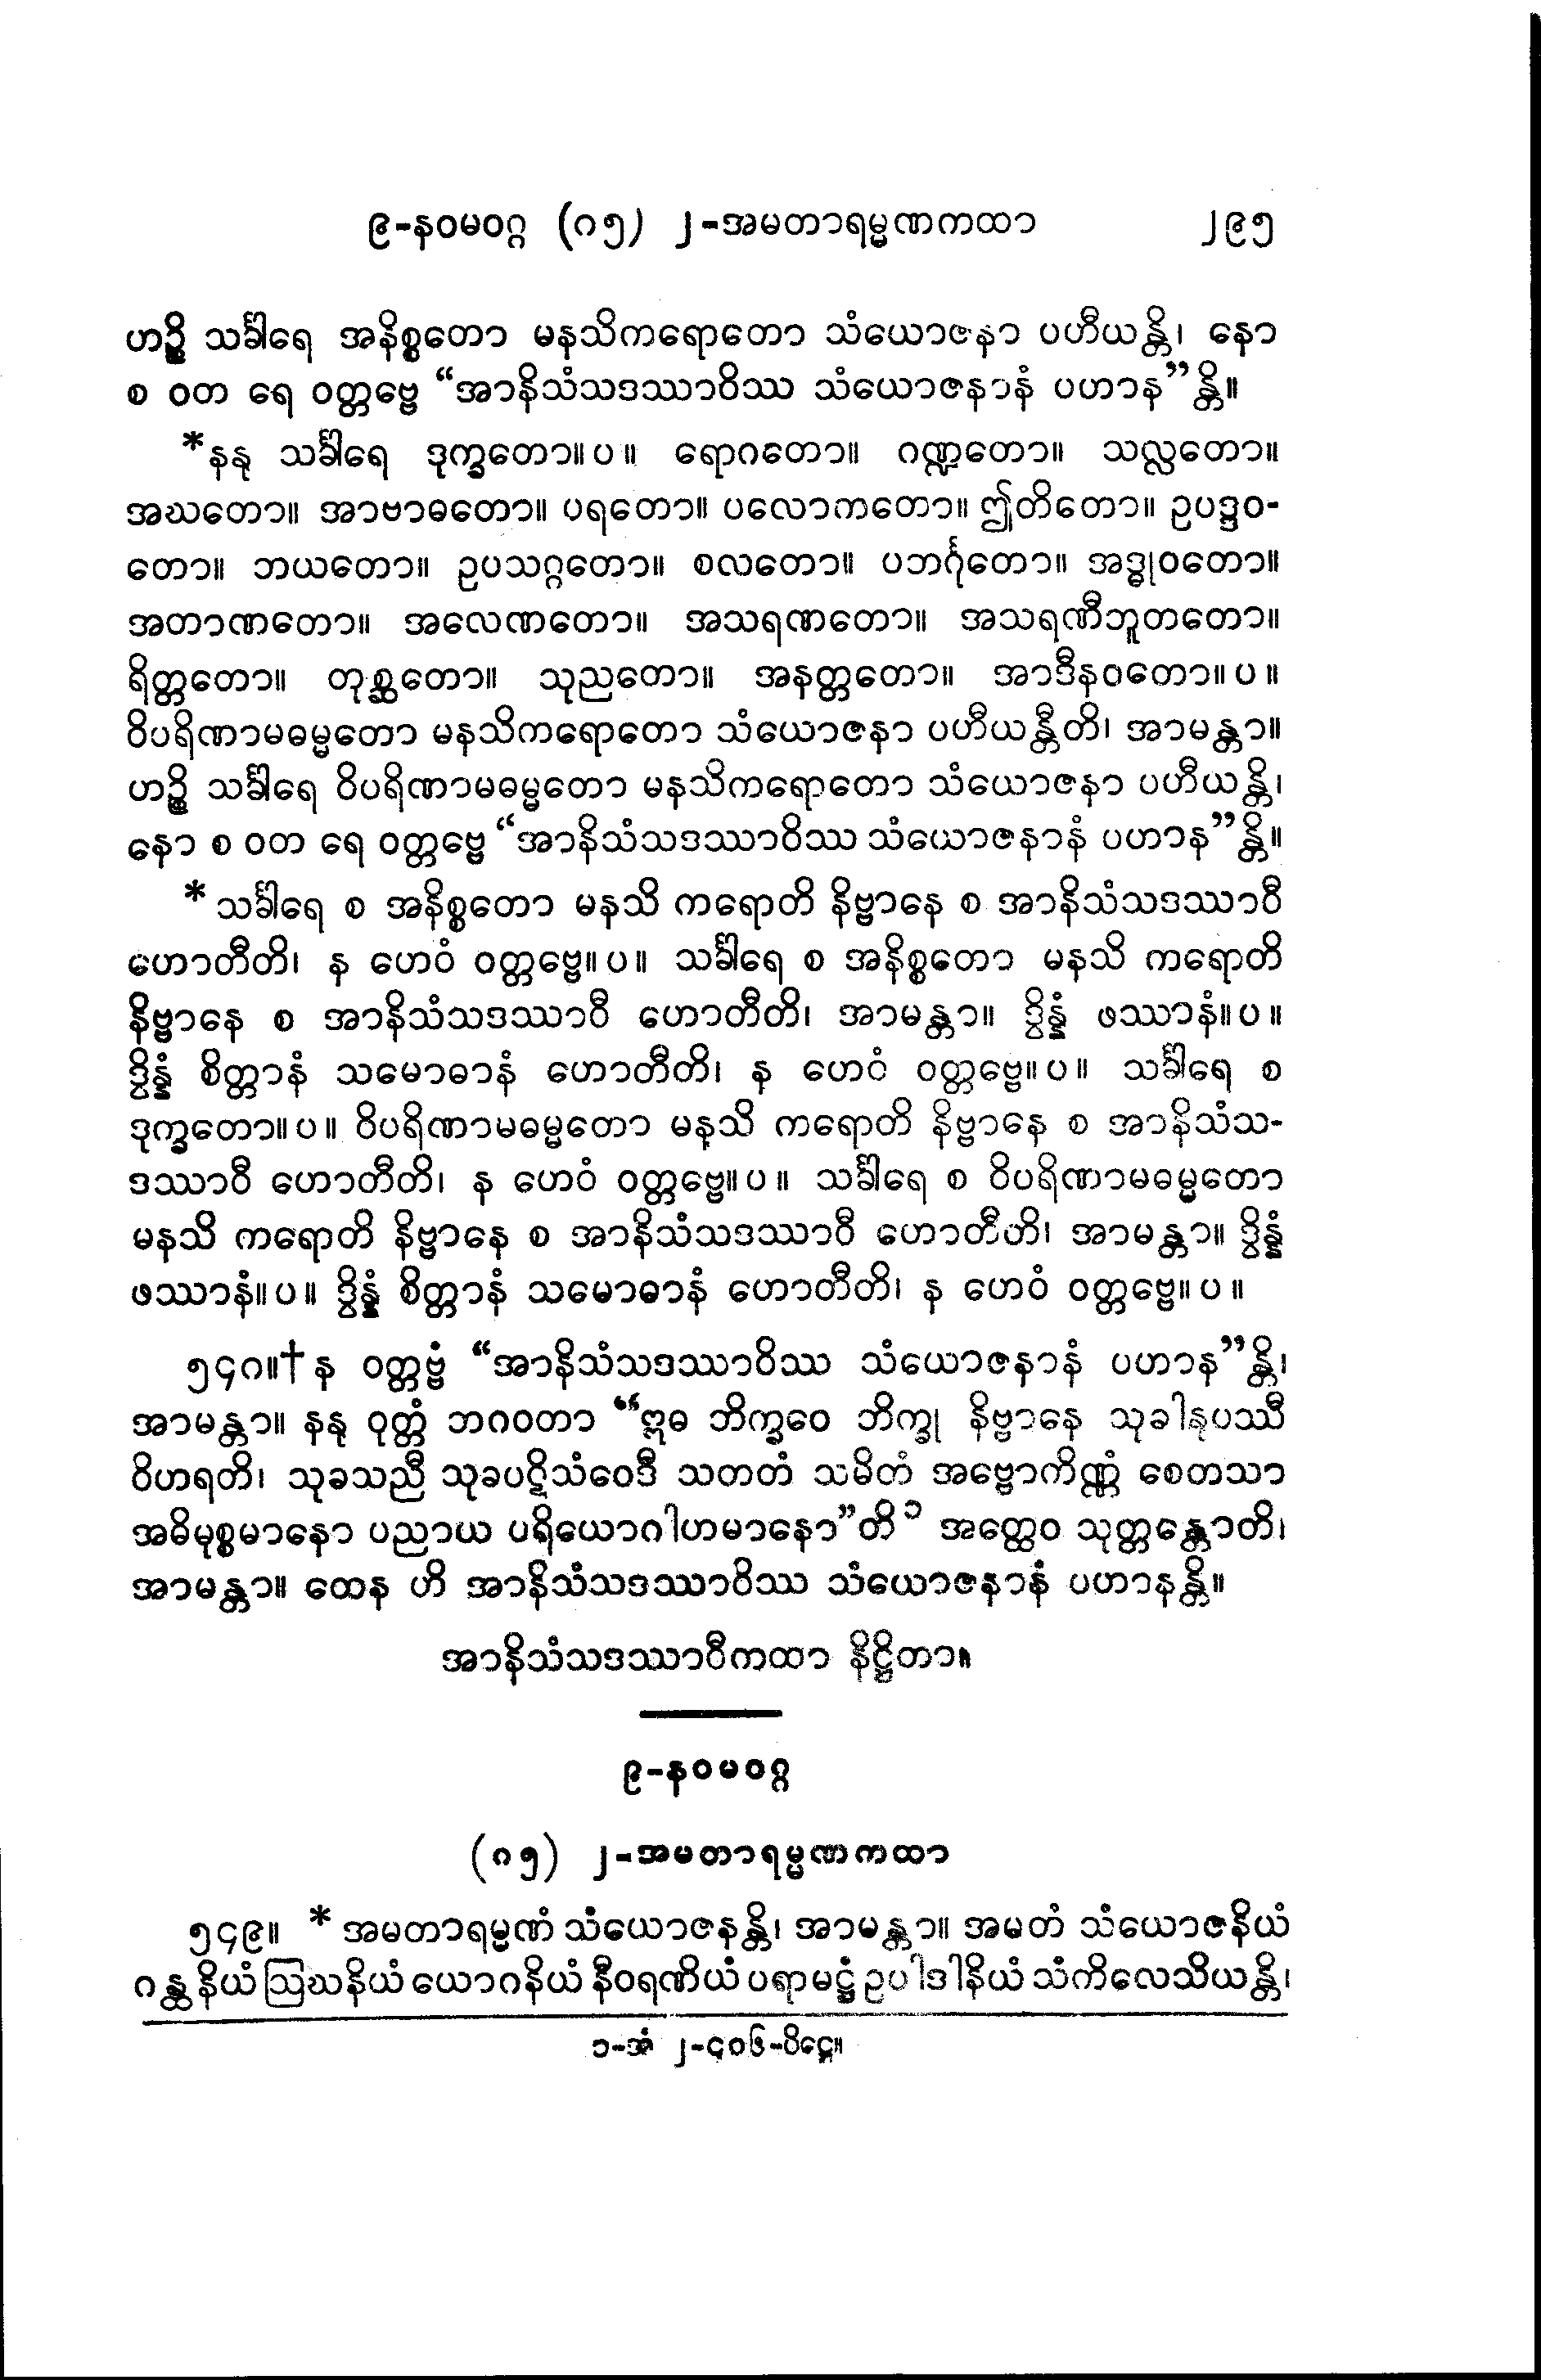 ၉-နဝမဝဂ္ဂ (၈၅) ၂-အမတာရမ္မဏကထာ ၂၉၅
ဟဉ္စိ သင်္ခါရေ အနိစ္စတော မနသိကရောတော သံယောဇနာ ပဟီယန္တိ၊ နော
စ ဝတ ရေ ဝတ္တဗ္ဗေ “အာနိသံသဒဿာဝိဿ သံယောဇနာနံ ပဟာန”န္တိ။
*နနု သင်္ခါရေ ဒုက္ခတော။ပ။ ရောဂတော။ ဂဏ္ဍတော။ သလ္လတော။
အဃတော။ အာဗာဓတော။ ပရတော။ ပလောကတော။ ဤတိတော။ ဥပဒ္ဒဝ-
တော။ ဘယတော။ ဥပသဂ္ဂတော။ စလတော။ ပဘင်္ဂုတော။ အဒ္ဓုဝတော။
အတာဏတော။ အလေဏတော။ အသရဏတော။ အသရဏီဘူတတော။
ရိတ္တတော။ တုစ္ဆတော။ သုညတော။ အနတ္တတော။ အာဒီနဝတော။ပ။
ဝိပရိဏာမဓမ္မတော မနသိကရောတော သံယောဇနာ ပဟီယန္တီတိ၊ အာမန္တာ။
ဟဉ္စိ သင်္ခါရေ ဝိပရိဏာမဓမ္မတော မနသိကရောတော သံယောဇနာ ပဟီယန္တိ၊
နော စ ဝတ ရေ ဝတ္တဗ္ဗေ “အာနိသံသဒဿာဝိဿ သံယောဇနာနံ ပဟာန”န္တိ။
*သင်္ခါရေ စ အနိစ္စတော မနသိ ကရောတိ နိဗ္ဗာနေ စ အာနိသံသဒဿာဝီ
ဟောတီတိ၊ န ဟေဝံ ဝတ္တဗ္ဗေ။ပ။ သင်္ခါရေ စ အနိစ္စတော မနသိ ကရောတိ
နိဗ္ဗာနေ စ အာနိသံသဒဿာဝီ ဟောတီတိ၊ အာမန္တာ။ ဒွိန္နံ ဖဿာနံ။ပ။
ဒွိန္နံ စိတ္တာနံ သမောဓာနံ ဟောတီတိ၊ န ဟေဝံ ဝတ္တဗ္ဗေ။ပ။ သင်္ခါရေ စ
ဒုက္ခတော။ပ။ ဝိပရိဏာမဓမ္မတော မနသိ ကရောတိ နိဗ္ဗာနေ စ အာနိသံသ-
ဒဿာဝီ ဟောတီတိ၊ န ဟေဝံ ဝတ္တဗ္ဗေ။ပ။ သင်္ခါရေ စ ဝိပရိဏာမဓမ္မတော
မနသိ ကရောတိ နိဗ္ဗာနေ စ အာနိသံသဒဿာဝီ ဟောတီတိ၊ အာမန္တာ။ ဒွိန္နံ
ဖဿာနံ။ပ။ ဒွိန္နံ စိတ္တာနံ သမောဓာနံ ဟောတီတိ၊ န ဟေဝံ ဝတ္တဗ္ဗေ။ပ။
၅၄၈။†န ဝတ္တဗ္ဗံ “အာနိသံသဒဿာဝိဿ သံယောဇနာနံ ပဟာန”န္တိ၊
အာမန္တာ။ နနု ဝုတ္တံ ဘဂဝတာ “ဣဓ ဘိက္ခဝေ ဘိက္ခု နိဗ္ဗာနေ သုခါနုပဿီ
ဝိဟရတိ၊ သုခသညီ သုခပဋိသံဝေဒီ သတတံ သမိတံ အဗ္ဗောကိဏ္ဏံ စေတသာ
အဓိမုစ္စမာနော ပညာယ ပရိယောဂါဟမာနော”တိ၁ အတ္ထေဝ သုတ္တန္တောတိ၊
အာမန္တာ။ ထေန ဟိ အာနိသံသဒဿာဝိဿ သံယောဇနာနံ ပဟာနန္တိ။
အာနိသံသဒဿာဝီကထာ နိဋ္ဌိတာ။
၉-နဝမဝဂ္ဂ
(၈၅) ၂-အမတာရမ္မဏကထာ
၅၄၉။ *အမတာရမ္မဏံ သံယောဇနန္တိ၊ အာမန္တာ။ အမတံ သံယောဇနိယံ
ဂန္ထနိယံ ဩဃနိယံ ယောဂနိယံ နီဝရဏိယံ ပရာမဋ္ဌံ ဥပါဒါနိယံ သံကိလေသိယန္တိ၊
၁-အံ ၂-၄၀၆-ပိဋ္ဌေ။